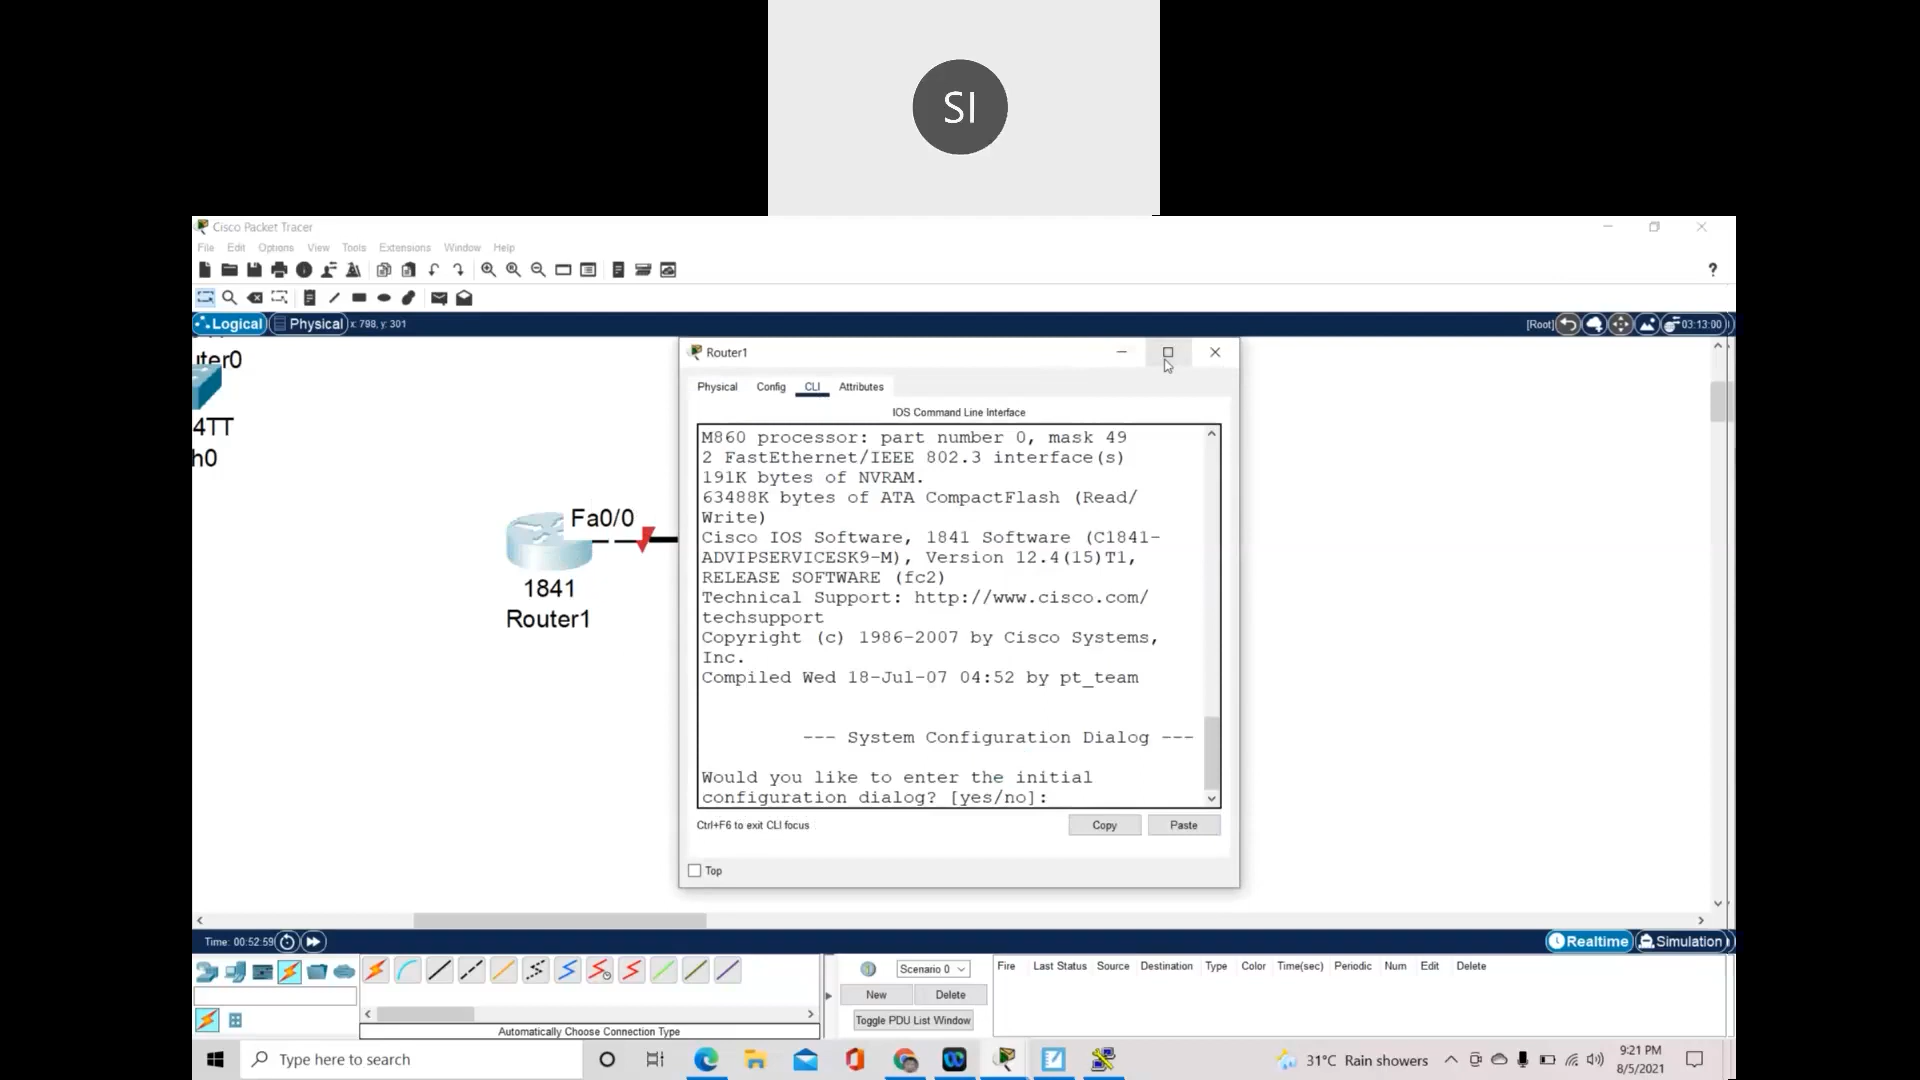 SI
Cisco Packet Tracer
File Edit Options View Tools Extensions Window Help
?
Logical Physical x: 798, y: 301 [Root] 03:13:00
uter0
4TT
h0
Fa0/0
1841
Router1
Router1
Physical Config CLI Attributes
IOS Command Line Interface
M860 processor: part number 0, mask 49
2 FastEthernet/IEEE 802.3 interface(s)
191K bytes of NVRAM.
63488K bytes of ATA CompactFlash (Read/
Write)
Cisco IOS Software, 1841 Software (C1841-
ADVIPSERVICESK9-M), Version 12.4(15)T1,
RELEASE SOFTWARE (fc2)
Technical Support: http://www.cisco.com/
techsupport
Copyright (c) 1986-2007 by Cisco Systems,
Inc.
Compiled Wed 18-Jul-07 04:52 by pt_team
--- System Configuration Dialog ---
Would you like to enter the initial
configuration dialog? [yes/no]:
Ctrl+F6 to exit CLI focus Copy Paste
Top
Time: 00:52:59 Realtime Simulation
Scenario 0 Fire Last Status Source Destination Type Color Time(sec) Periodic Num Edit Delete
New Delete
Toggle PDU List Window
Automatically Choose Connection Type
Type here to search
31°C Rain showers
9:21 PM
8/5/2021